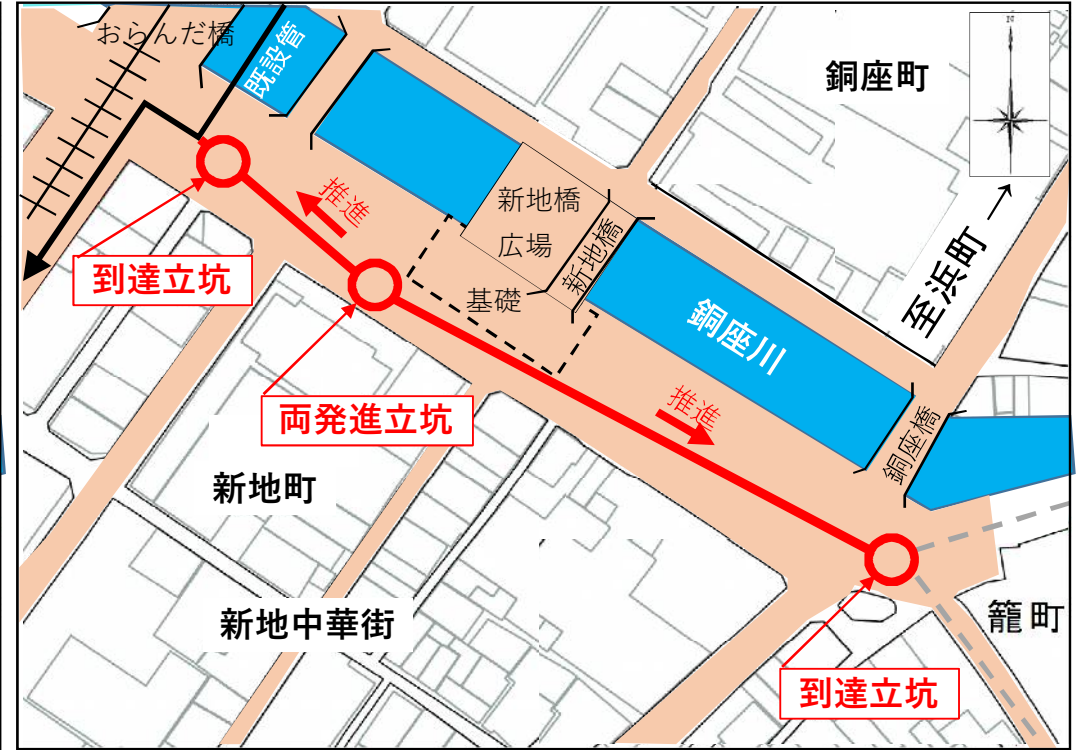 おらんだ橋
既設管
銅座町
N
至浜町→
推進
新地橋
広場
新地橋
基礎
到達立坑
銅座川
両発進立坑
推進
銅座橋
新地町
新地中華街
籠町
到達立坑